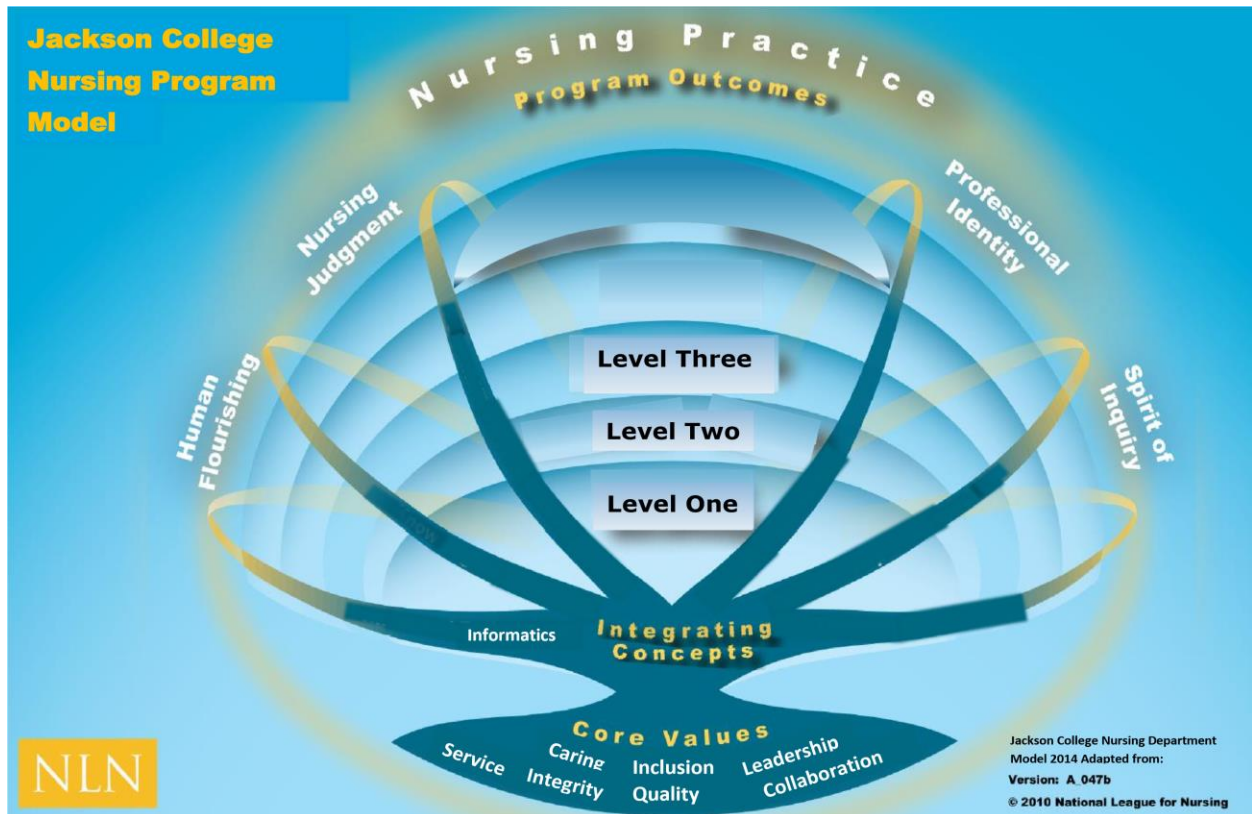 Jackson College
Nursing Program
Model
Nursing Practice
Program Outcomes
Nursing
Judgment
Professional
Identity
Human
Flourishing
Spirit of
Inquiry
Level Three
Level Two
Level One
Informatics
Integrating
Concepts
Core Values
Service
Caring
Integrity
Inclusion
Quality
Leadership
Collaboration
NLN
Jackson College Nursing Department
Model 2014 Adapted from:
Version: A_047b
© 2010 National League for Nursing